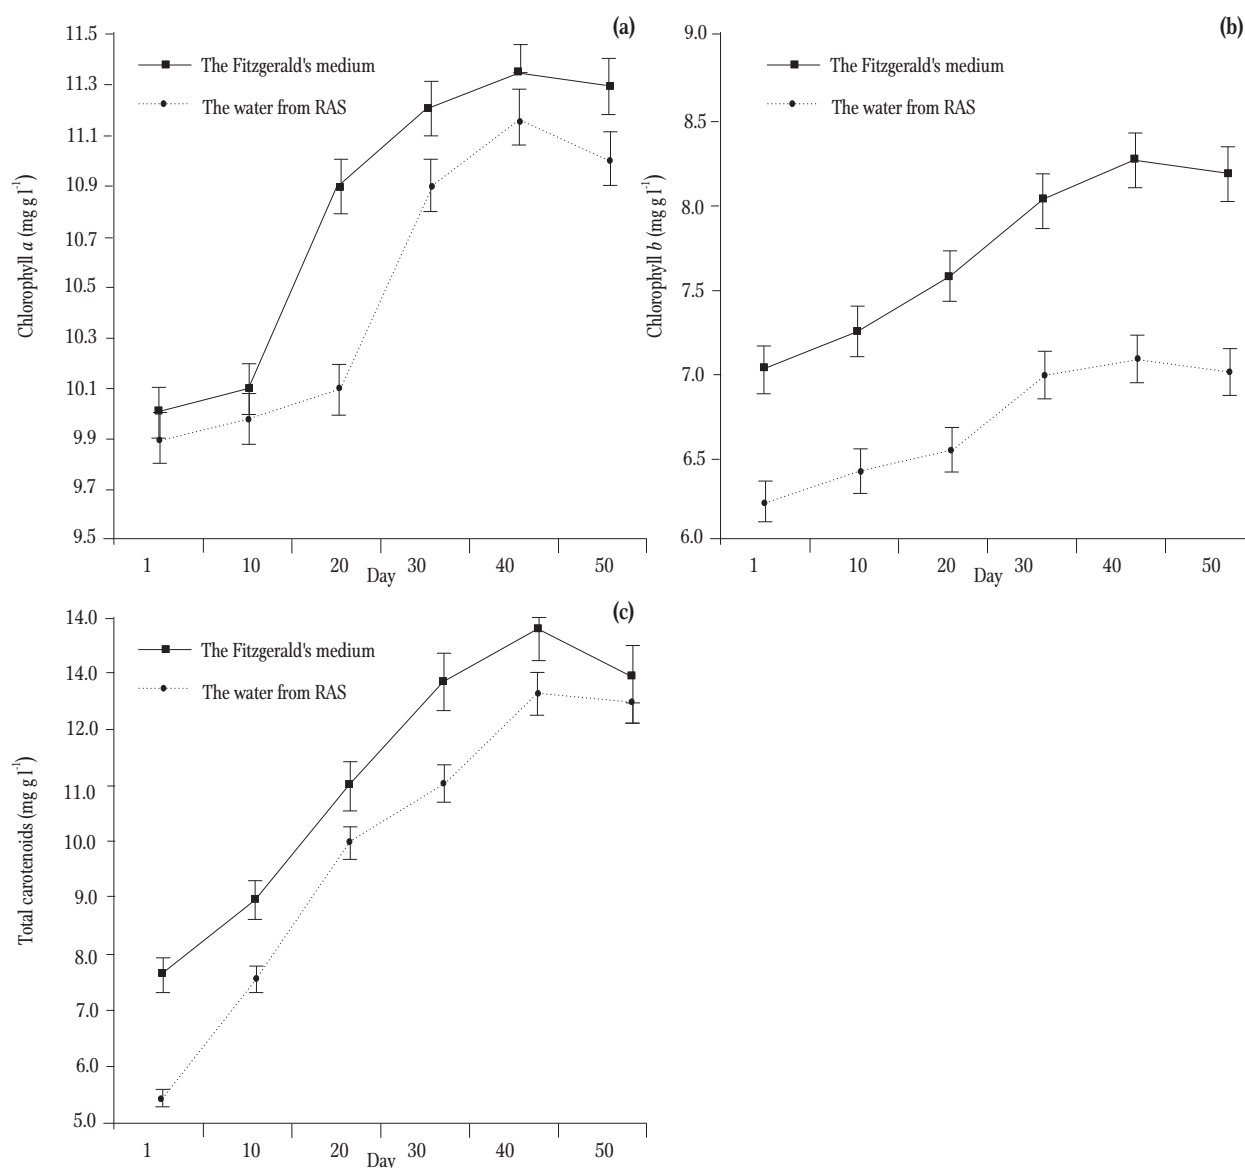 (a)
11.5
11.3
11.1
10.9
10.7
10.5
10.3
10.1
9.9
9.7
9.5
Chlorophyll a (mg g l-1)
The Fitzgerald's medium
The water from RAS
1 10 20 30 40 50
Day
(b)
9.0
8.5
8.0
7.5
7.0
6.5
6.0
Chlorophyll b (mg g l-1)
The Fitzgerald's medium
The water from RAS
1 10 20 30 40 50
Day
(c)
14.0
14.0
12.0
11.0
10.0
9.0
8.0
7.0
6.0
5.0
Total carotenoids (mg g l-1)
The Fitzgerald's medium
The water from RAS
1 10 20 30 40 50
Day